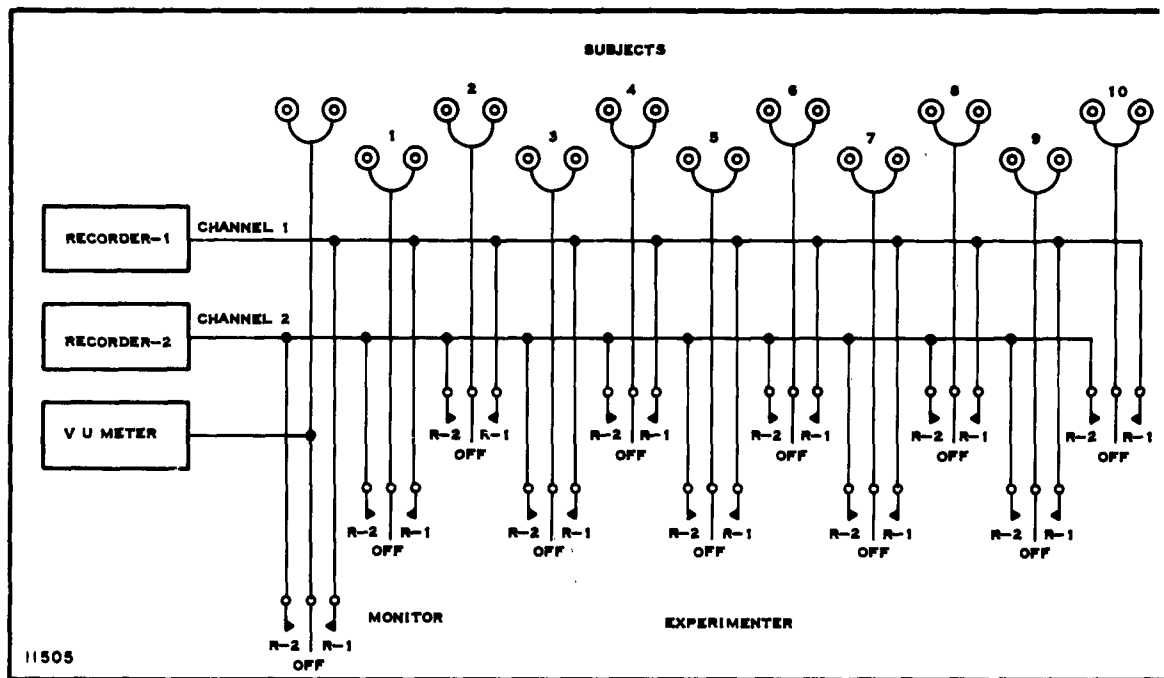 SUBJECTS
2 4 6 8 10
1 3 5 7 9
CHANNEL 1
RECORDER-1
CHANNEL 2
RECORDER-2
V U METER
R-2 R-1 R-2 R-1 R-2 R-1 R-2 R-1 R-2 R-1
OFF OFF OFF OFF OFF
R-2 R-1 R-2 R-1 R-2 R-1 R-2 R-1 R-2 R-1
OFF OFF OFF OFF OFF
MONITOR EXPERIMENTER
R-2 R-1
OFF
11505